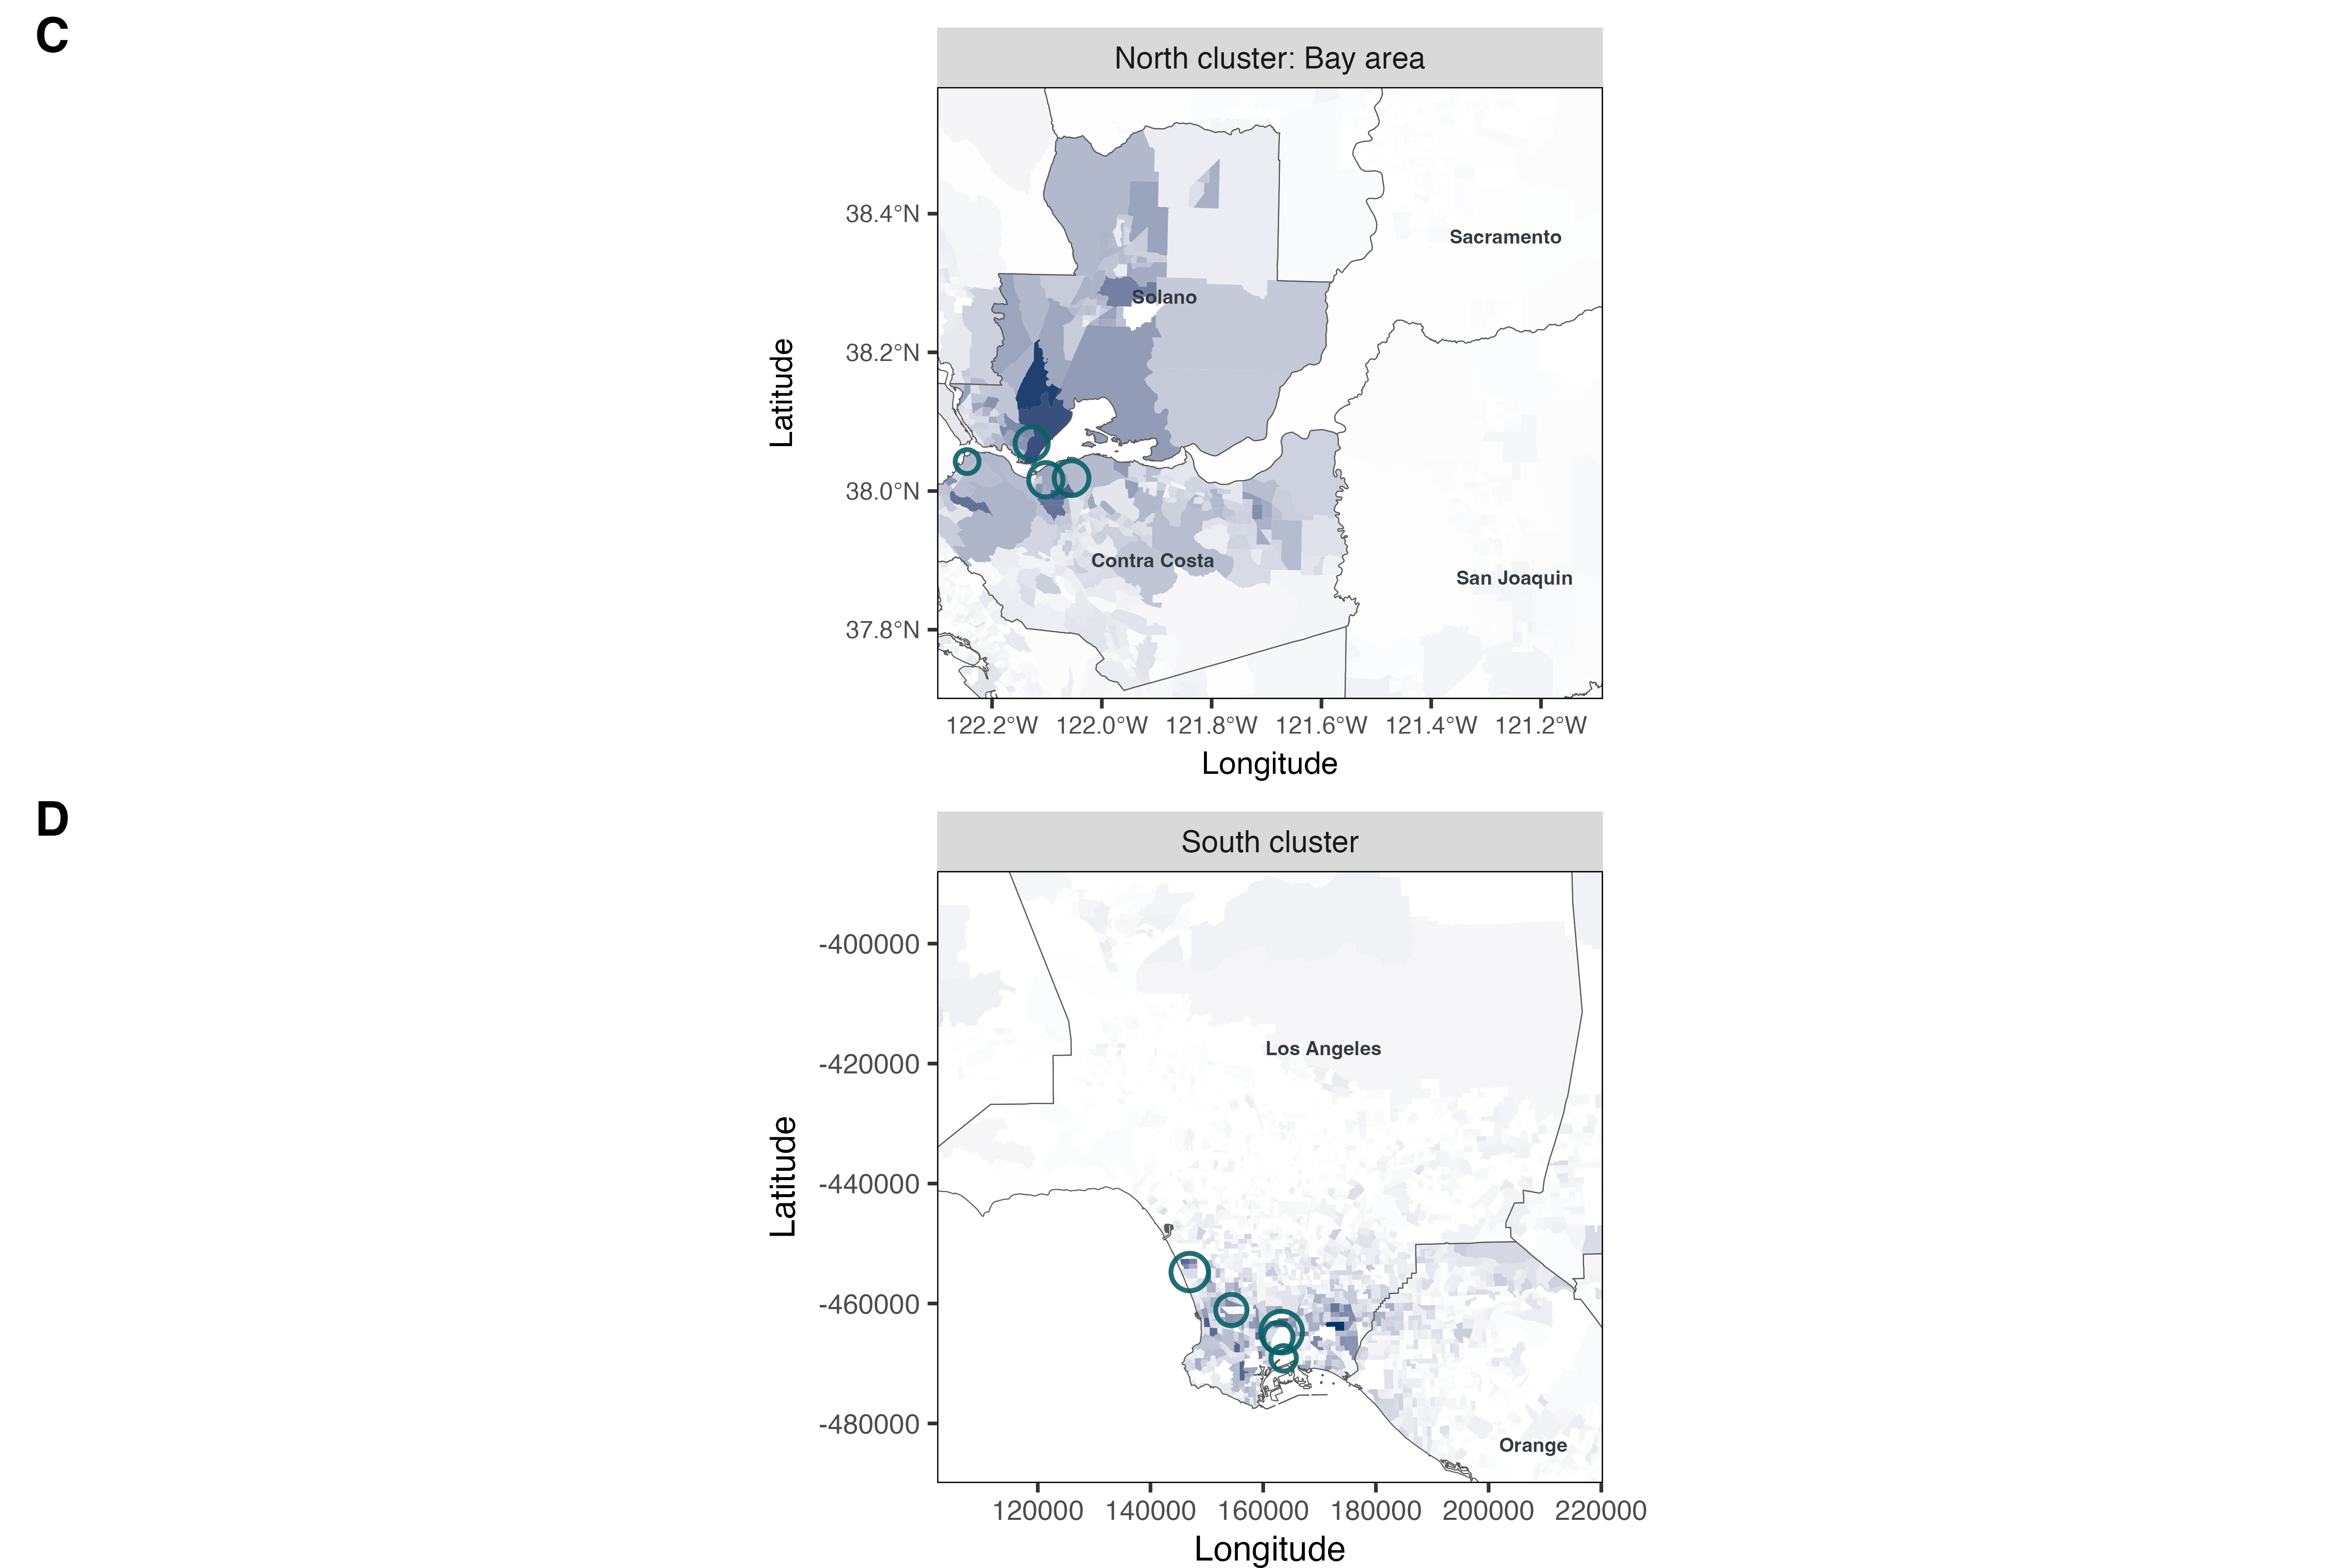 C
North cluster: Bay area
38.4°N
38.2°N
38.0°N
37.8°N
Latitude
Sacramento
Solano
Contra Costa
San Joaquin
122.2°W 122.0°W 121.8°W 121.6°W 121.4°W 121.2°W
Longitude
D
South cluster
-400000
-420000
-440000
-460000
-480000
Latitude
Los Angeles
Orange
120000 140000 160000 180000 200000 220000
Longitude